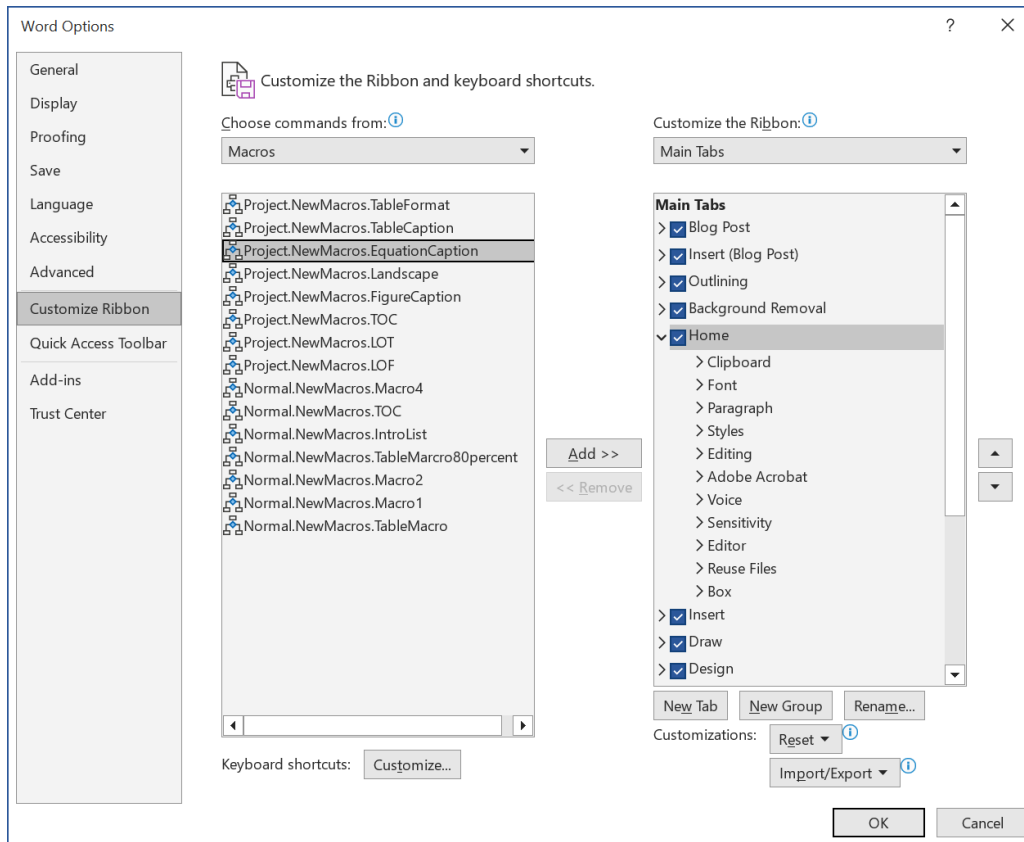 Word Options
?
General
Display
Proofing
Save
Language
Accessibility
Advanced
Customize Ribbon
Quick Access Toolbar
Add-ins
Trust Center
Customize the Ribbon and keyboard shortcuts.
Choose commands from:
Macros
Project.NewMacros.TableFormat
Project.NewMacros.TableCaption
Project.NewMacros.EquationCaption
Project.NewMacros.Landscape
Project.NewMacros.FigureCaption
Project.NewMacros.TOC
Project.NewMacros.LOT
Project.NewMacros.LOF
Normal.NewMacros.Macro4
Normal.NewMacros.TOC
Normal.NewMacros.IntroList
Normal.NewMacros.TableMarcro80percent
Normal.NewMacros.Macro2
Normal.NewMacros.Macro1
Normal.NewMacros.TableMacro
Keyboard shortcuts: Customize...
Add >>
<< Remove
Customize the Ribbon:
Main Tabs
Main Tabs
Blog Post
Insert (Blog Post)
Outlining
Background Removal
Home
Clipboard
Font
Paragraph
Styles
Editing
Adobe Acrobat
Voice
Sensitivity
Editor
Reuse Files
Box
Insert
Draw
Design
New Tab New Group Rename...
Customizations: Reset
Import/Export
OK Cancel